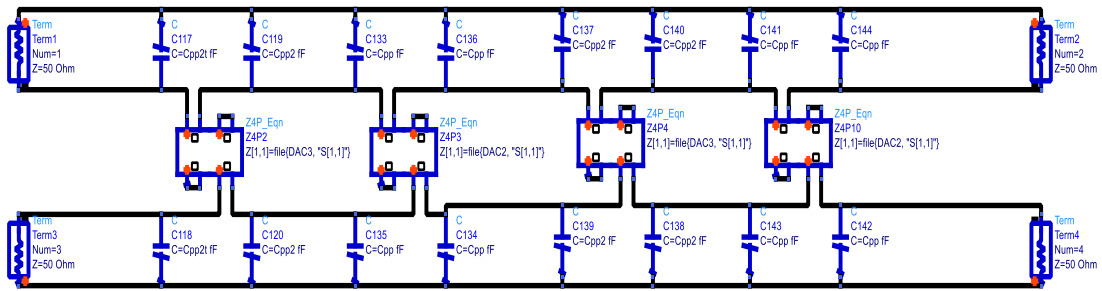 Term
Term1
Num=1
Z=50 Ohm
C
C117
C=Cpp2t fF
C
C119
C=Cpp2 fF
C
C133
C=Cpp fF
C
C136
C=Cpp fF
C
C137
C=Cpp2 fF
C
C140
C=Cpp2 fF
C
C141
C=Cpp fF
C
C144
C=Cpp fF
Term
Term2
Num=2
Z=50 Ohm
Z4P_Eqn
Z4P2
Z[1,1]=file{DAC3, "S[1,1]"}
Z4P_Eqn
Z4P3
Z[1,1]=file{DAC2, "S[1,1]"}
Z4P_Eqn
Z4P4
Z[1,1]=file{DAC3, "S[1,1]"}
Z4P_Eqn
Z4P10
Z[1,1]=file{DAC2, "S[1,1]"}
Term
Term3
Num=3
Z=50 Ohm
C
C118
C=Cpp2t fF
C
C120
C=Cpp2 fF
C
C135
C=Cpp fF
C
C134
C=Cpp fF
C
C139
C=Cpp2 fF
C
C138
C=Cpp2 fF
C
C143
C=Cpp fF
C
C142
C=Cpp fF
Term
Term4
Num=4
Z=50 Ohm